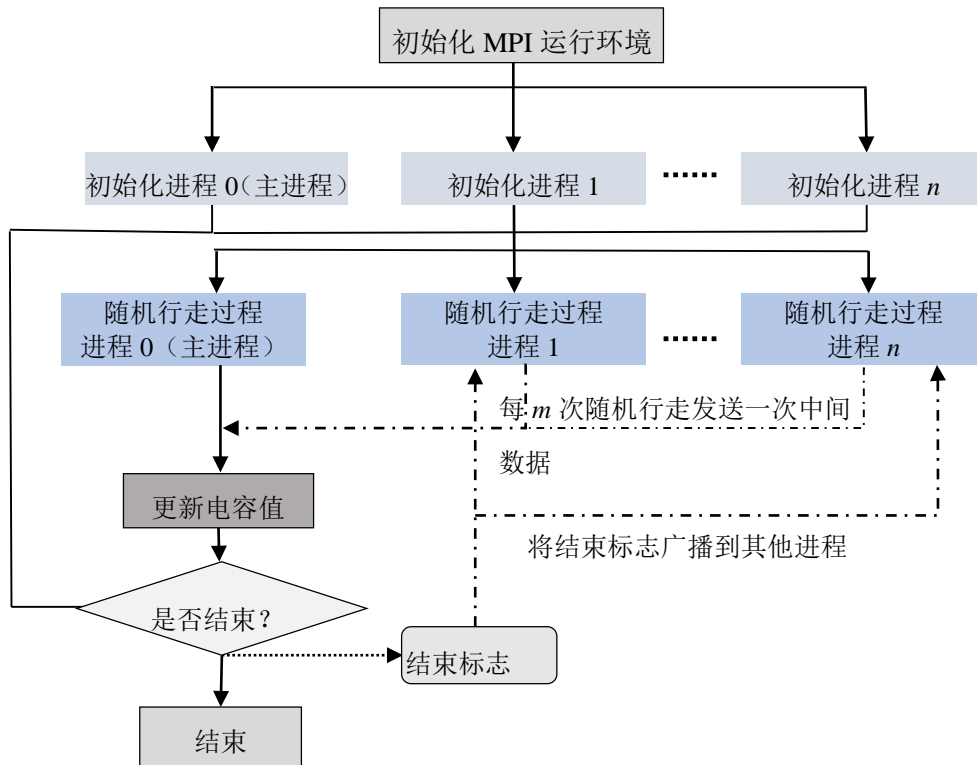 初始化 MPI 运行环境
初始化进程 0（主进程）
初始化进程 1
……
初始化进程 n
随机行走过程
进程 0（主进程）
随机行走过程
进程 1
……
随机行走过程
进程 n
每 m 次随机行走发送一次中间
数据
更新电容值
将结束标志广播到其他进程
是否结束？
结束标志
结束